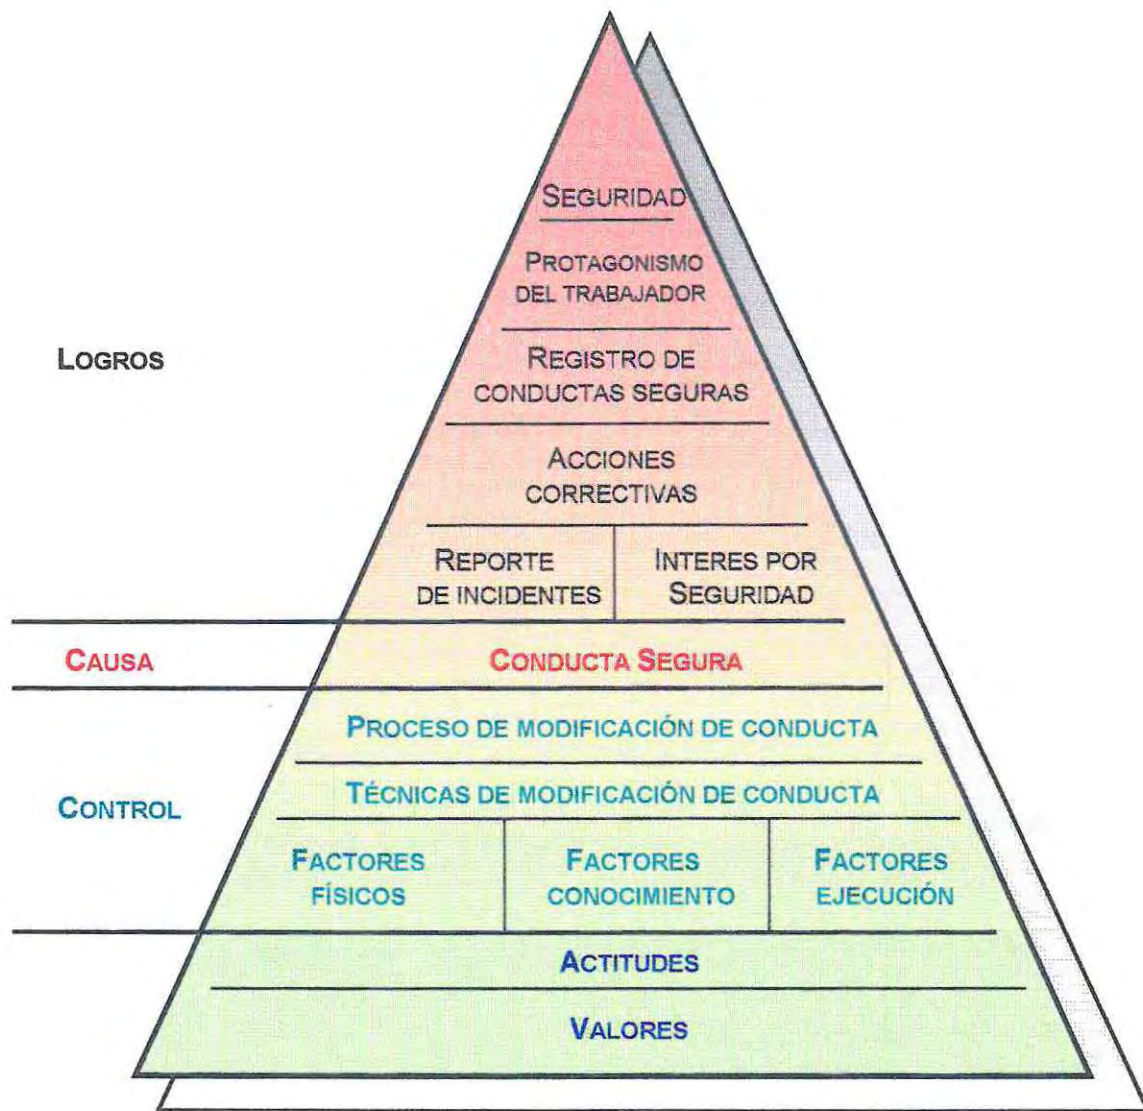 SEGURIDAD
PROTAGONISMO
DEL TRABAJADOR
LOGROS
REGISTRO DE
CONDUCTAS SEGURAS
ACCIONES
CORRECTIVAS
REPORTE
DE INCIDENTES
INTERES POR
SEGURIDAD
CAUSA
CONDUCTA SEGURA
PROCESO DE MODIFICACIÓN DE CONDUCTA
CONTROL
TÉCNICAS DE MODIFICACIÓN DE CONDUCTA
FACTORES
FÍSICOS
FACTORES
CONOCIMIENTO
FACTORES
EJECUCIÓN
ACTITUDES
VALORES